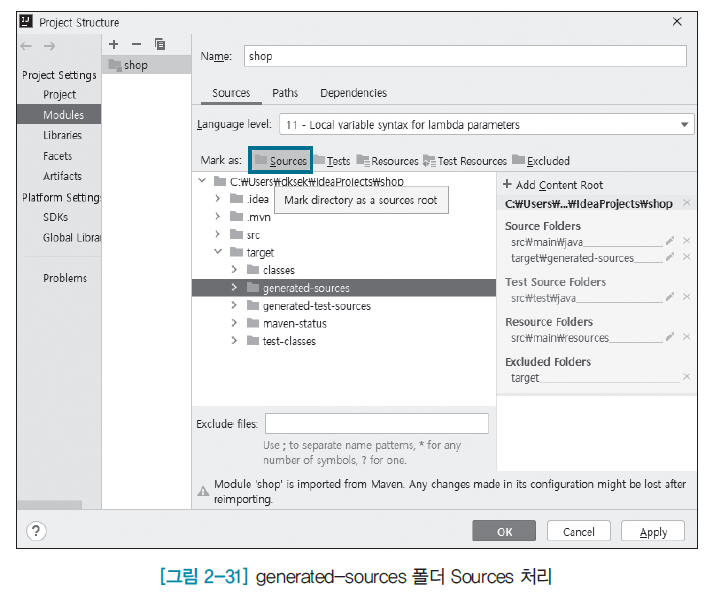 Project Structure
Project Settings
Project
Modules
Libraries
Facets
Artifacts
Platform Setting
SDKs
Global Librai
Problems
shop
Name: shop
Sources Paths Dependencies
Language level: 11 - Local variable syntax for lambda parameters
Mark as: Sources Tests Resources Test Resources Excluded
C:₩Users₩dksek₩IdeaProjects₩shop
Mark directory as a sources root
.idea
.mvn
src
target
classes
generated-sources
generated-test-sources
maven-status
test-classes
+ Add Content Root
C:₩Users₩...₩IdeaProjects₩shop
Source Folders
src₩main₩java
target₩generated-sources
Test Source Folders
src₩test₩java
Resource Folders
src₩main₩resources
Excluded Folders
target
Exclude files:
Use ; to separate name patterns, * for any
number of symbols, ? for one.
Module 'shop' is imported from Maven. Any changes made in its configuration might be lost after
reimporting.
? OK Cancel Apply
[그림 2-31] generated-sources 폴더 Sources 처리